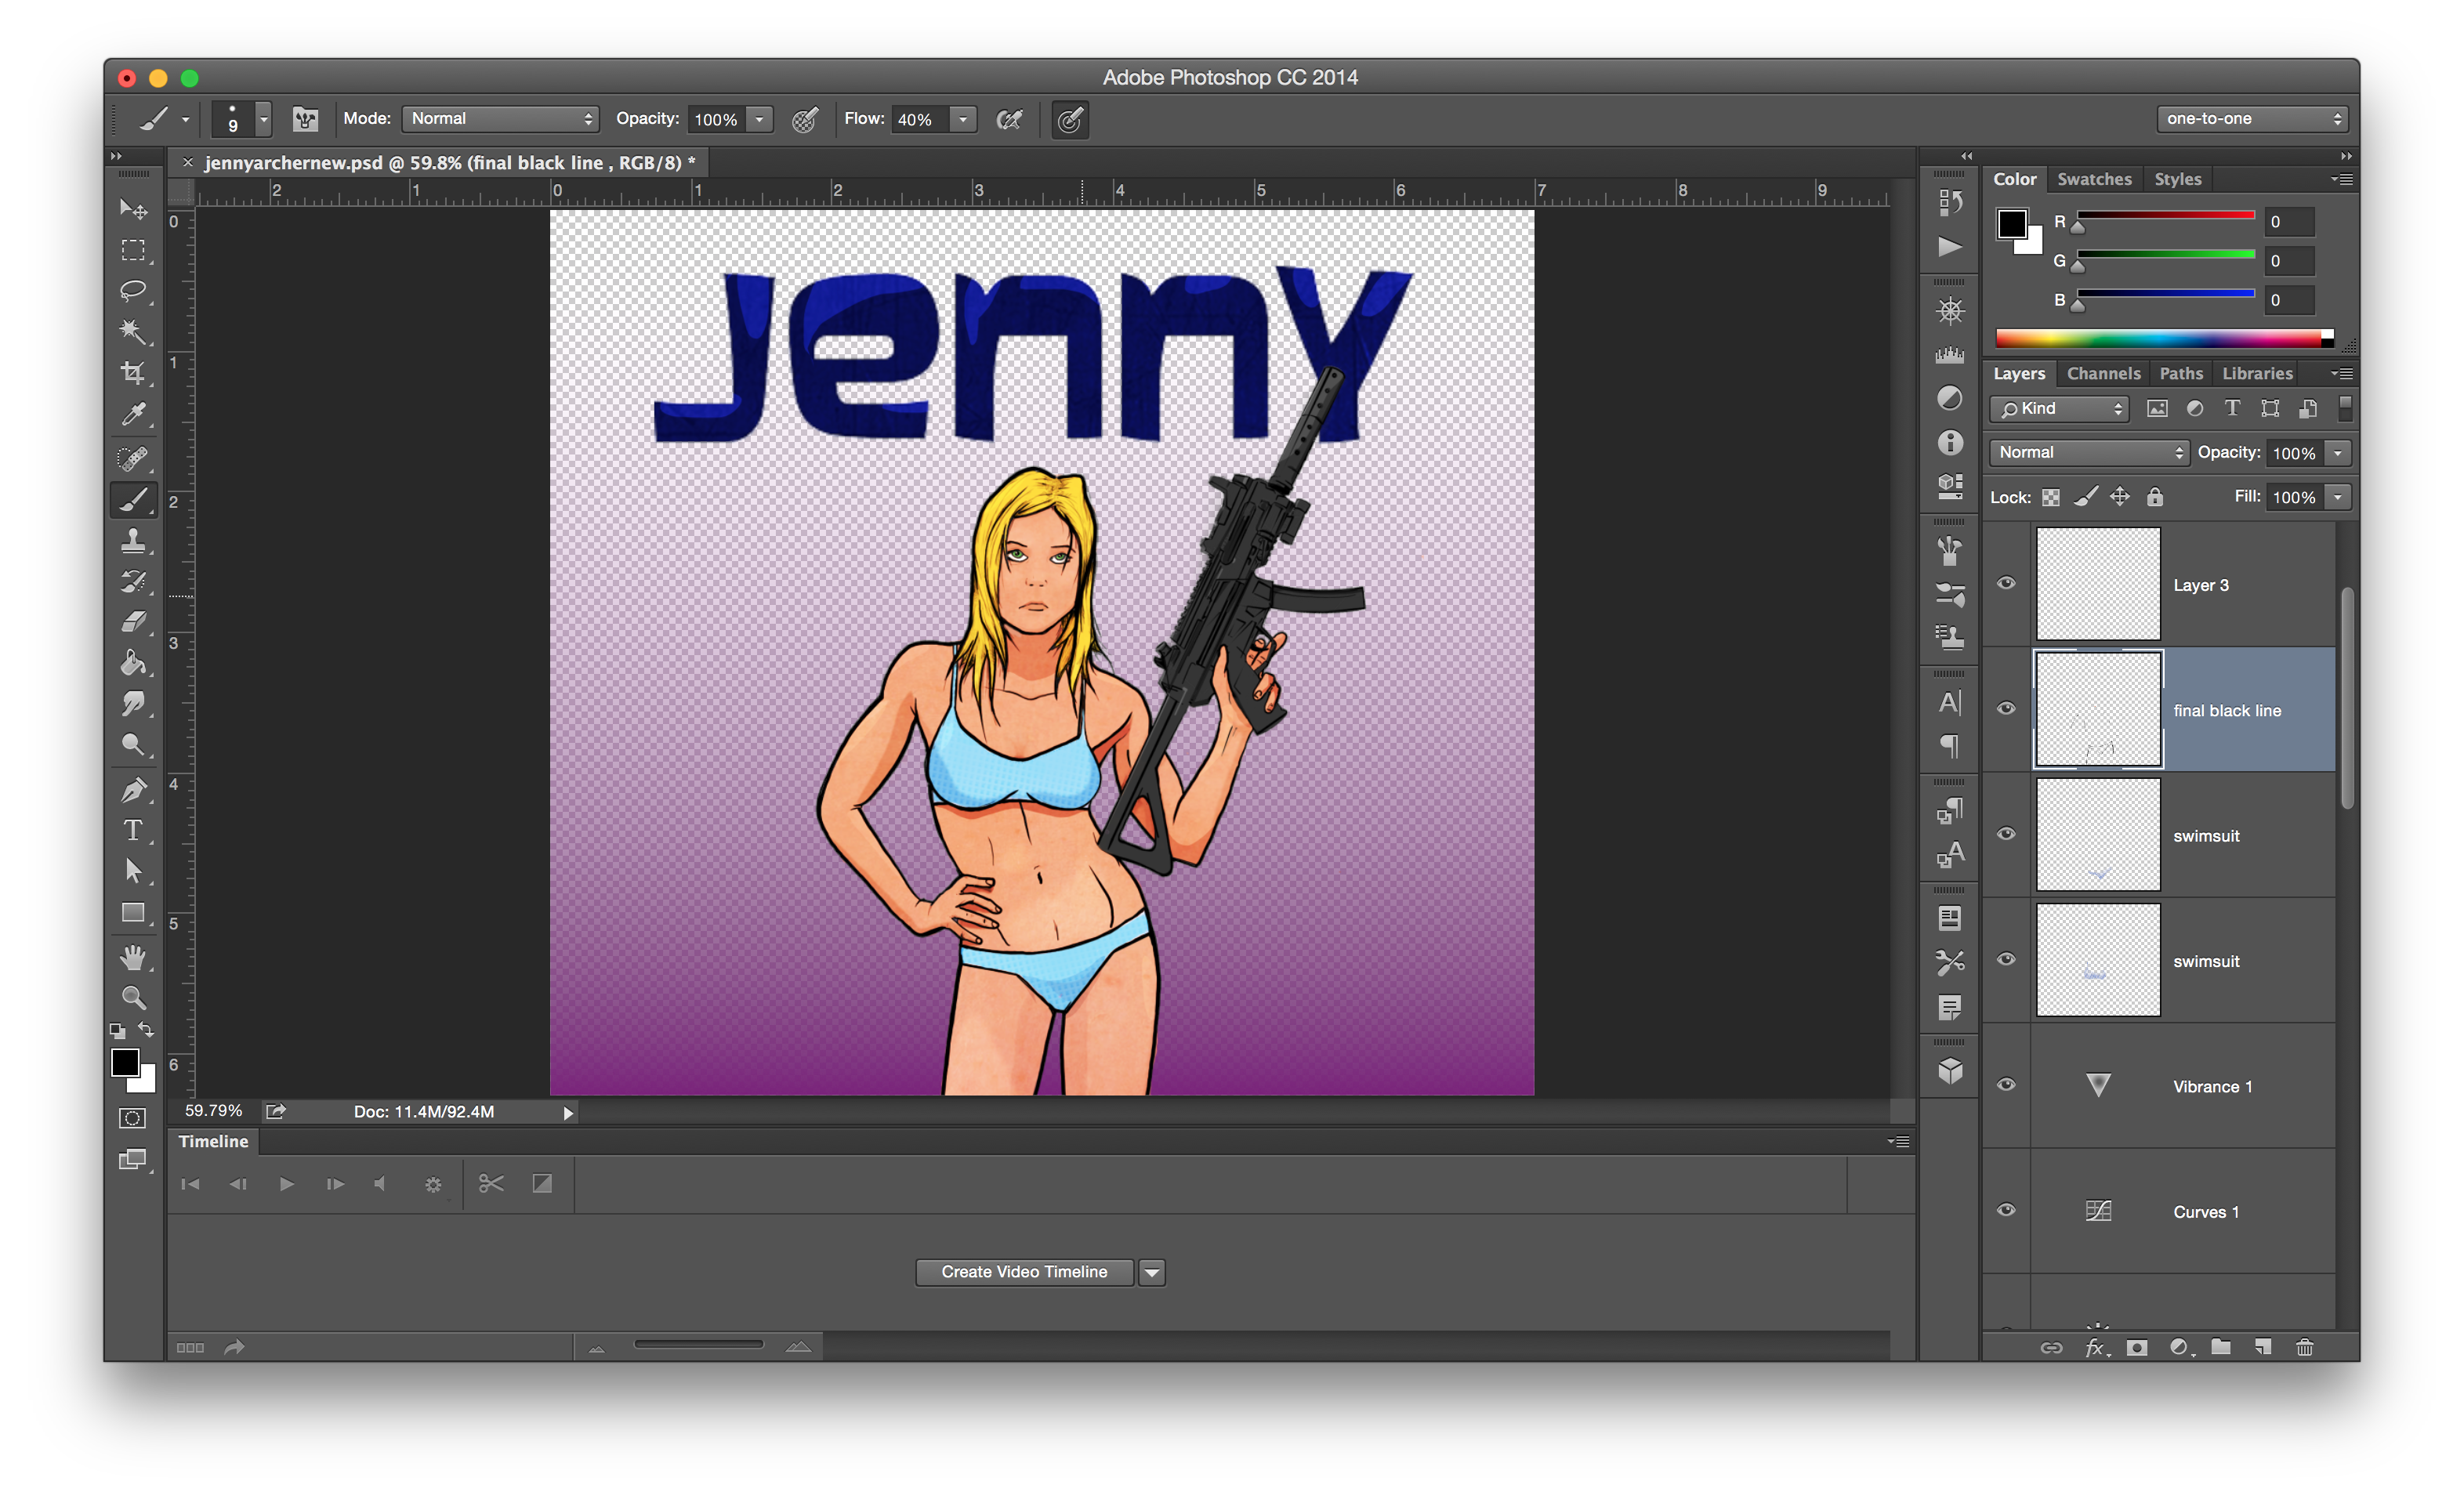 Adobe Photoshop CC 2014
9
Mode: Normal Opacity: 100% Flow: 40% one-to-one
× jennyarchernew.psd @ 59.8% (final black line , RGB/8) *
2 1 0 1 2 3 4 5 6 7 8 9
0
1
2
3
4
5
6
Jenny
59.79% Doc: 11.4M/92.4M
Timeline
Create Video Timeline
Color Swatches Styles
R 0
G 0
B 0
Layers Channels Paths Libraries
Kind
Normal Opacity: 100%
Lock: Fill: 100%
Layer 3
final black line
swimsuit
swimsuit
Vibrance 1
Curves 1
fx